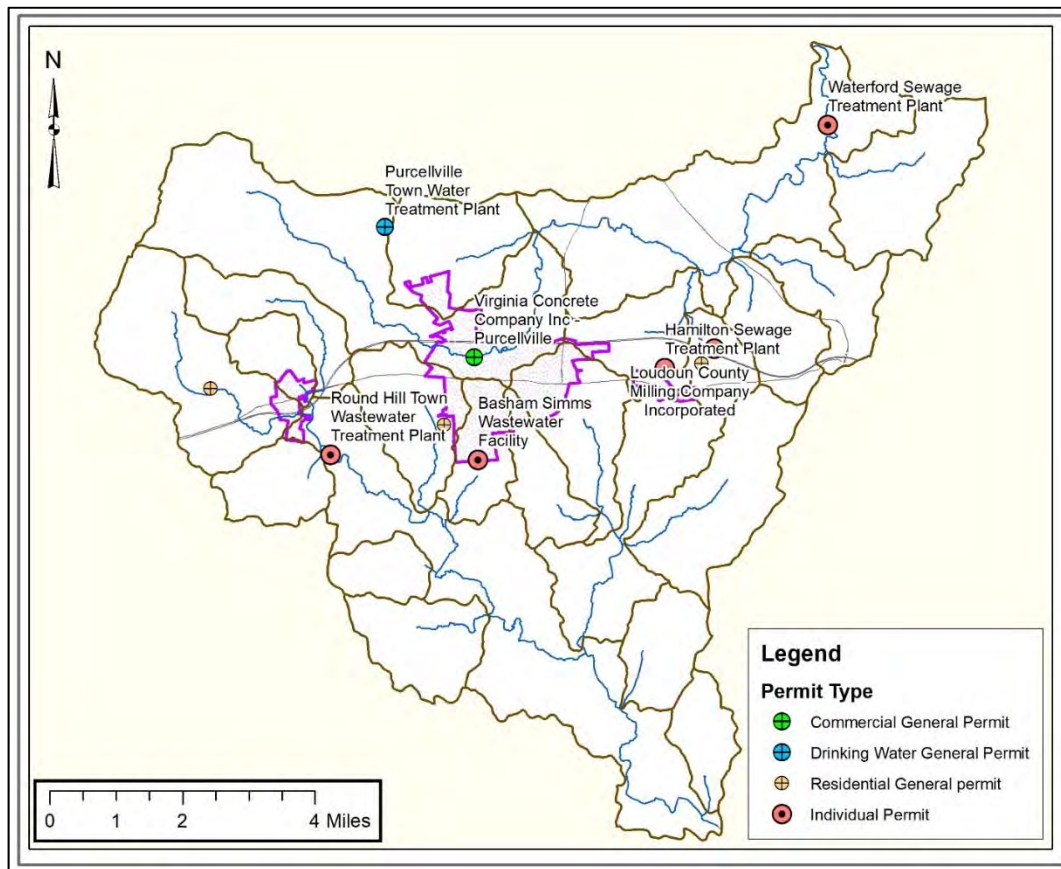 N
Waterford Sewage
Treatment Plant
Purcellville
Town Water
Treatment Plant
Virginia Concrete
Company Inc -
Purcellville
Hamilton Sewage
Treatment Plant
Loudoun County
Milling Company
Incorporated
Round Hill Town
Wastewater
Treatment Plant
Basham Simms
Wastewater
Facility
Legend
Permit Type
Commercial General Permit
Drinking Water General Permit
Residential General permit
Individual Permit
0 1 2 4 Miles